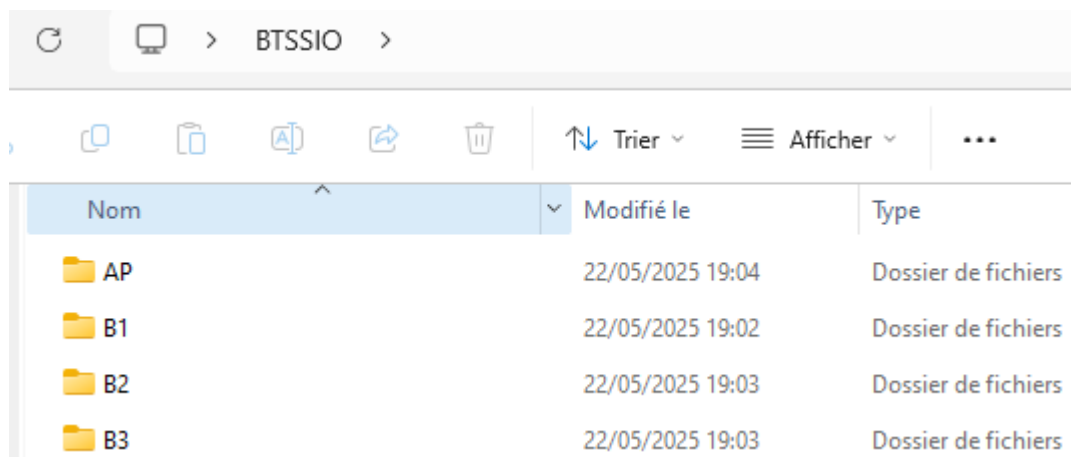 BTSSIO
Trier Afficher
Nom Modifié le Type
AP 22/05/2025 19:04 Dossier de fichiers
B1 22/05/2025 19:02 Dossier de fichiers
B2 22/05/2025 19:03 Dossier de fichiers
B3 22/05/2025 19:03 Dossier de fichiers